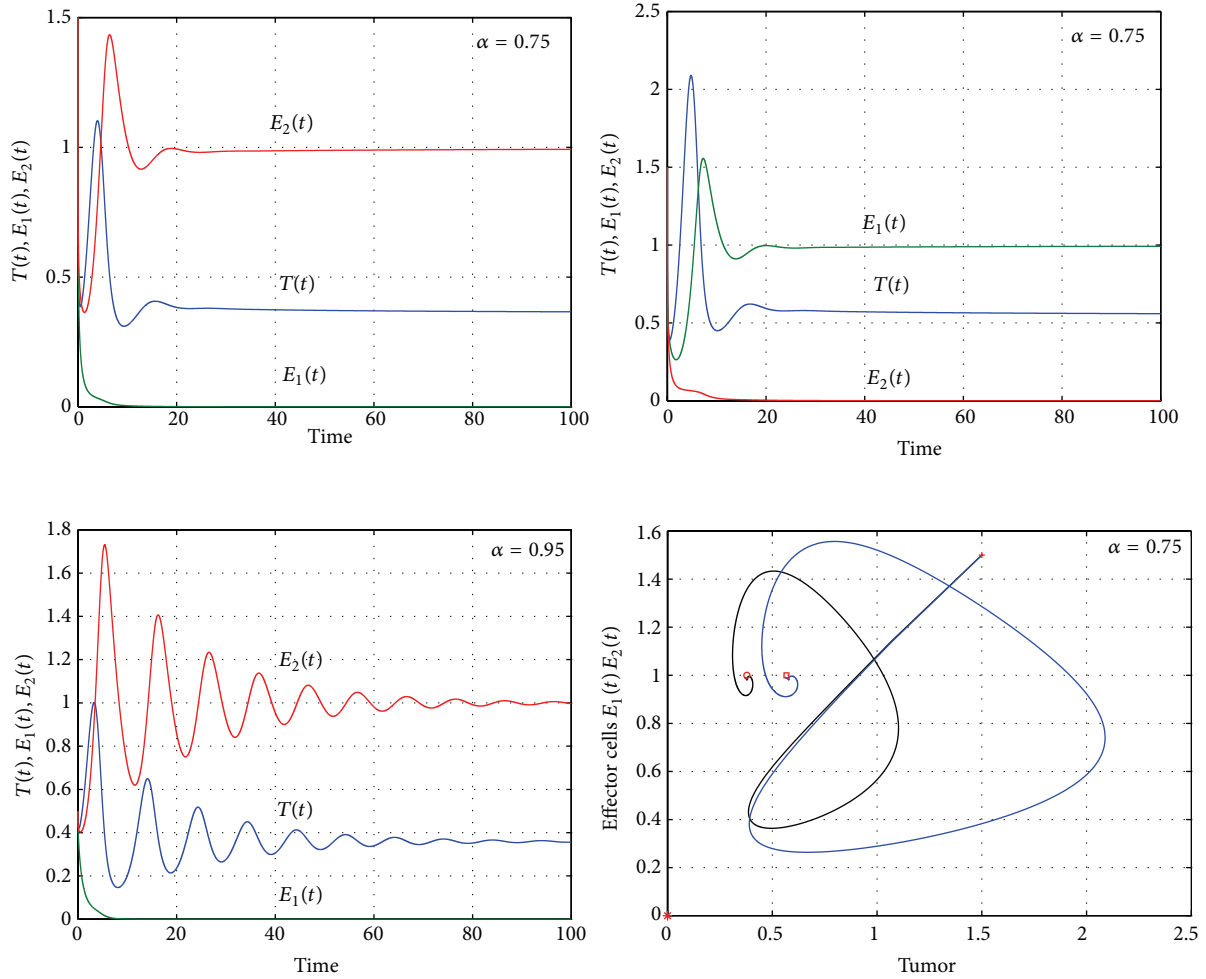 α = 0.75
T(t), E₁(t), E₂(t)
1.5
1
0.5
0
E₂(t)
T(t)
E₁(t)
0 20 40 60 80 100
Time
α = 0.75
T(t), E₁(t), E₂(t)
2.5
2
1.5
1
0.5
0
E₁(t)
T(t)
E₂(t)
0 20 40 60 80 100
Time
α = 0.95
T(t), E₁(t), E₂(t)
1.8
1.6
1.4
1.2
1
0.8
0.6
0.4
0.2
0
E₂(t)
T(t)
E₁(t)
0 20 40 60 80 100
Time
α = 0.75
Effector cells E₁(t) E₂(t)
1.6
1.4
1.2
1
0.8
0.6
0.4
0.2
0
0 0.5 1 1.5 2 2.5
Tumor